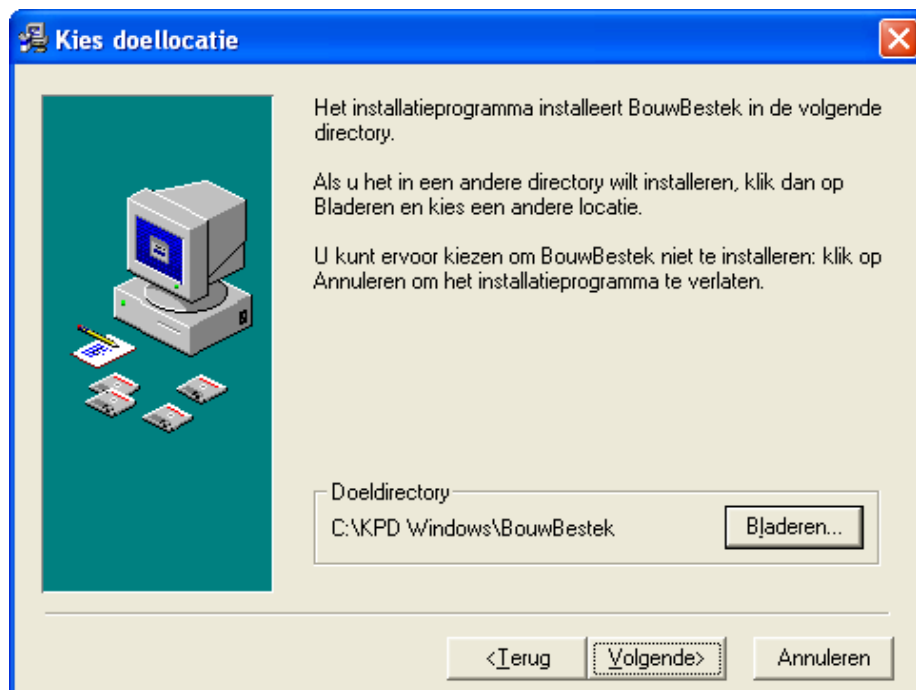 Kies doellocatie
Het installatieprogramma installeert BouwBestek in de volgende
directory.
Als u het in een andere directory wilt installeren, klik dan op
Bladeren en kies een andere locatie.
U kunt ervoor kiezen om BouwBestek niet te installeren: klik op
Annuleren om het installatieprogramma te verlaten.
Doeldirectory
C:\KPD Windows\BouwBestek
Bladeren...
<Terug
Volgende>
Annuleren